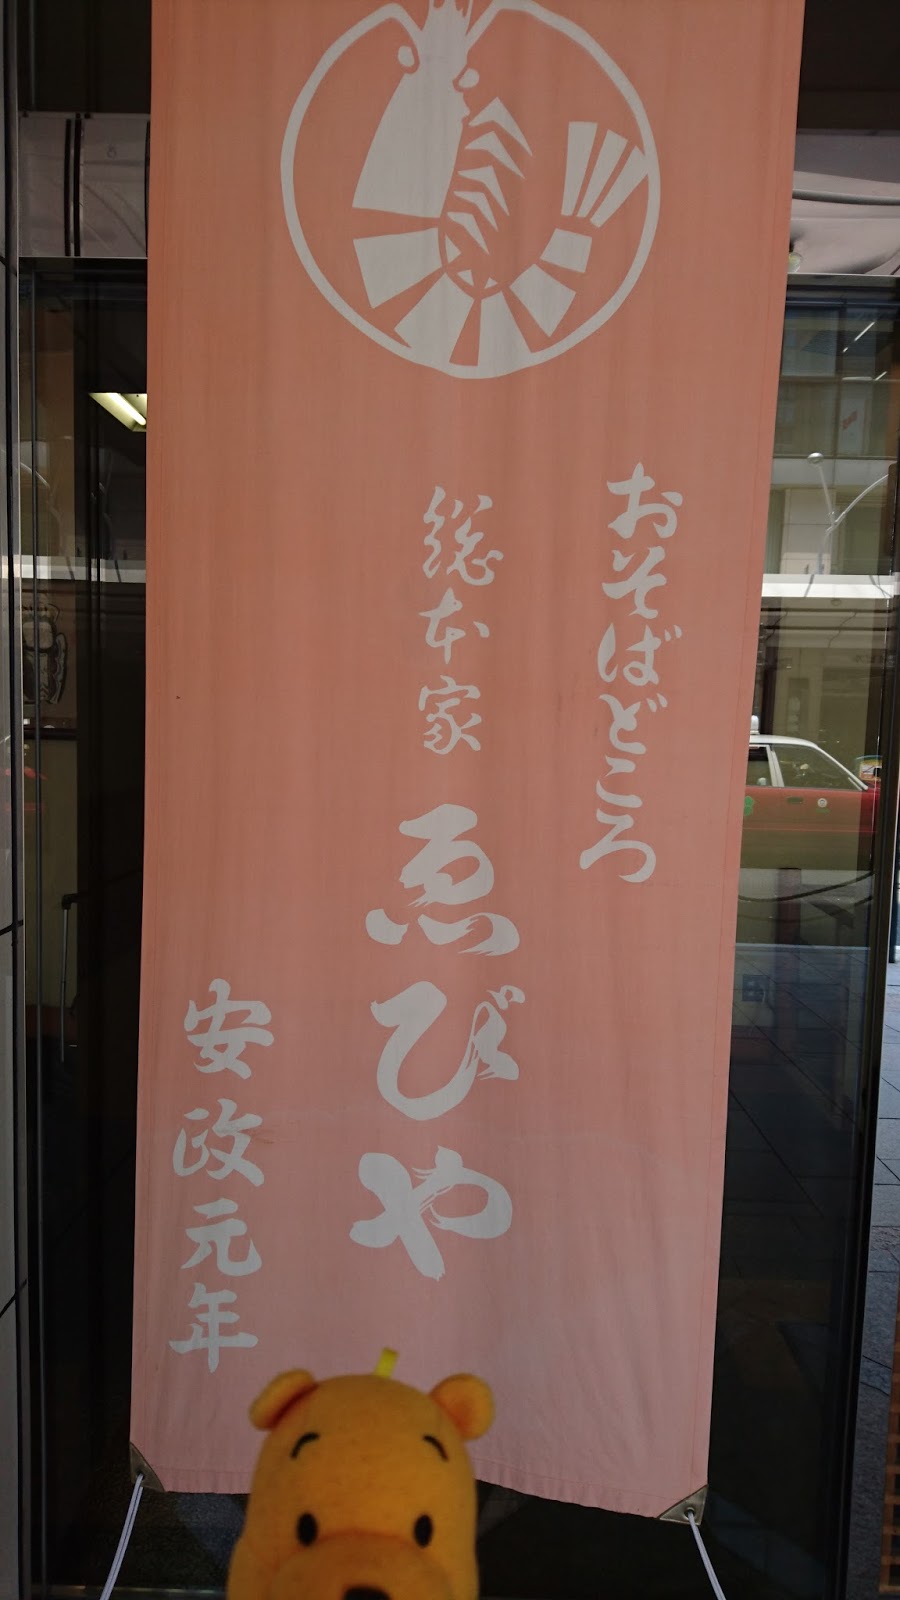 おそばどころ
総本家 ゑびや
安政元年